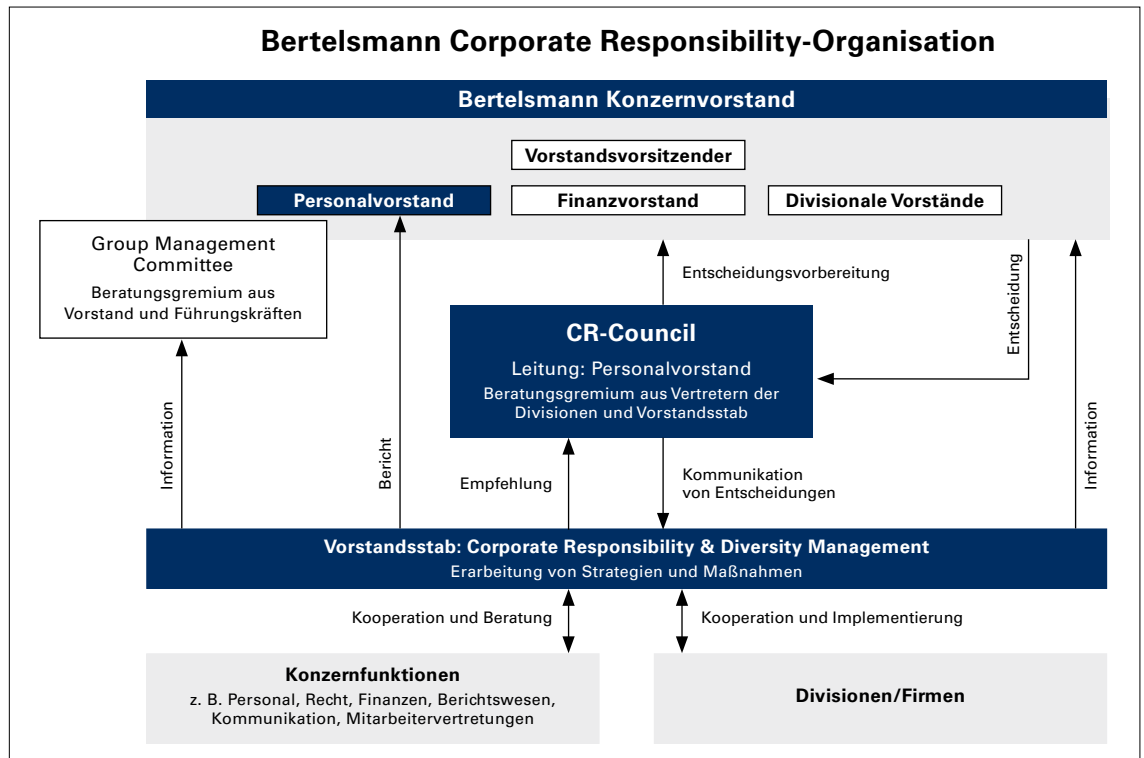 Bertelsmann Corporate Responsibility-Organisation
Bertelsmann Konzernvorstand
Vorstandsvorsitzender
Personalvorstand
Finanzvorstand
Divisionale Vorstände
Group Management
Committee
Beratungsgremium aus
Vorstand und Führungskräften
Entscheidungsvorbereitung
Entscheidung
CR-Council
Leitung: Personalvorstand
Beratungsgremium aus Vertretern der
Divisionen und Vorstandsstab
Information
Bericht
Empfehlung
Kommunikation
von Entscheidungen
Information
Vorstandsstab: Corporate Responsibility & Diversity Management
Erarbeitung von Strategien und Maßnahmen
Kooperation und Beratung
Kooperation und Implementierung
Konzernfunktionen
z. B. Personal, Recht, Finanzen, Berichtswesen,
Kommunikation, Mitarbeitervertretungen
Divisionen/Firmen